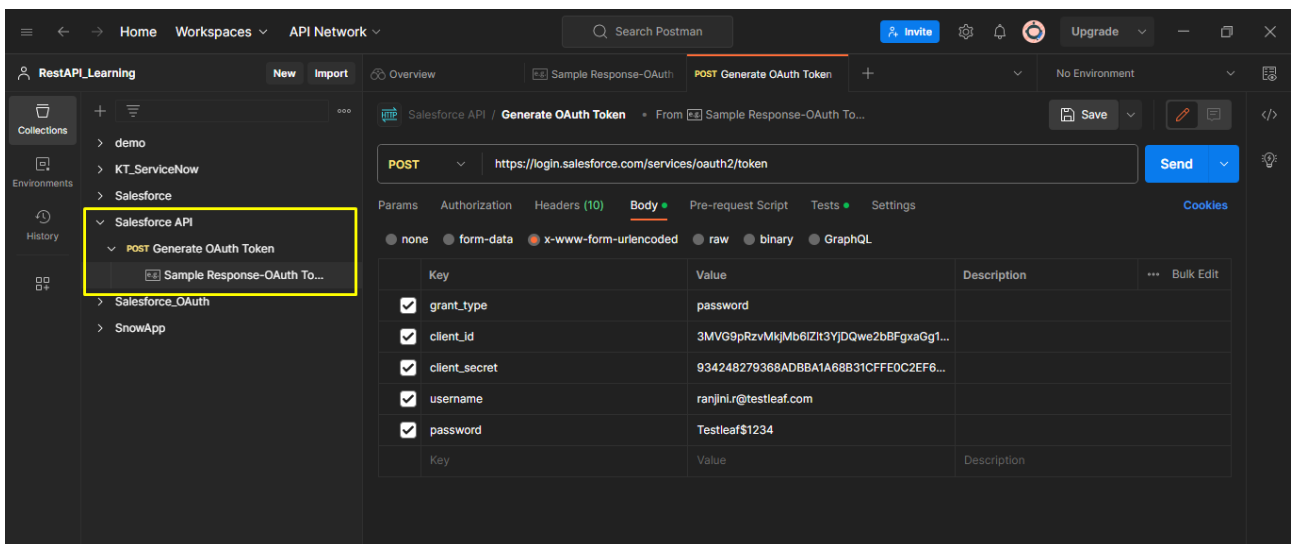 Home Workspaces API Network Search Postman Invite Upgrade
RestAPI_Learning New Import Overview Sample Response-OAuth POST Generate OAuth Token No Environment
Collections
Environments
History
demo
KT_ServiceNow
Salesforce
Salesforce API
POST Generate OAuth Token
e.g. Sample Response-OAuth To...
Salesforce_OAuth
SnowApp
HTTP Salesforce API / Generate OAuth Token From e.g. Sample Response-OAuth To... Save
POST https://login.salesforce.com/services/oauth2/token Send
Params Authorization Headers (10) Body Pre-request Script Tests Settings Cookies
none form-data x-www-form-urlencoded raw binary GraphQL
Key Value Description ••• Bulk Edit
grant_type password
client_id 3MVG9pRzvMkjMb6lZlt3YjDQwe2bBFgxaGg1...
client_secret 934248279368ADBBA1A68B31CFFE0C2EF6...
username ranjini.r@testleaf.com
password Testleaf$1234
Key Value Description